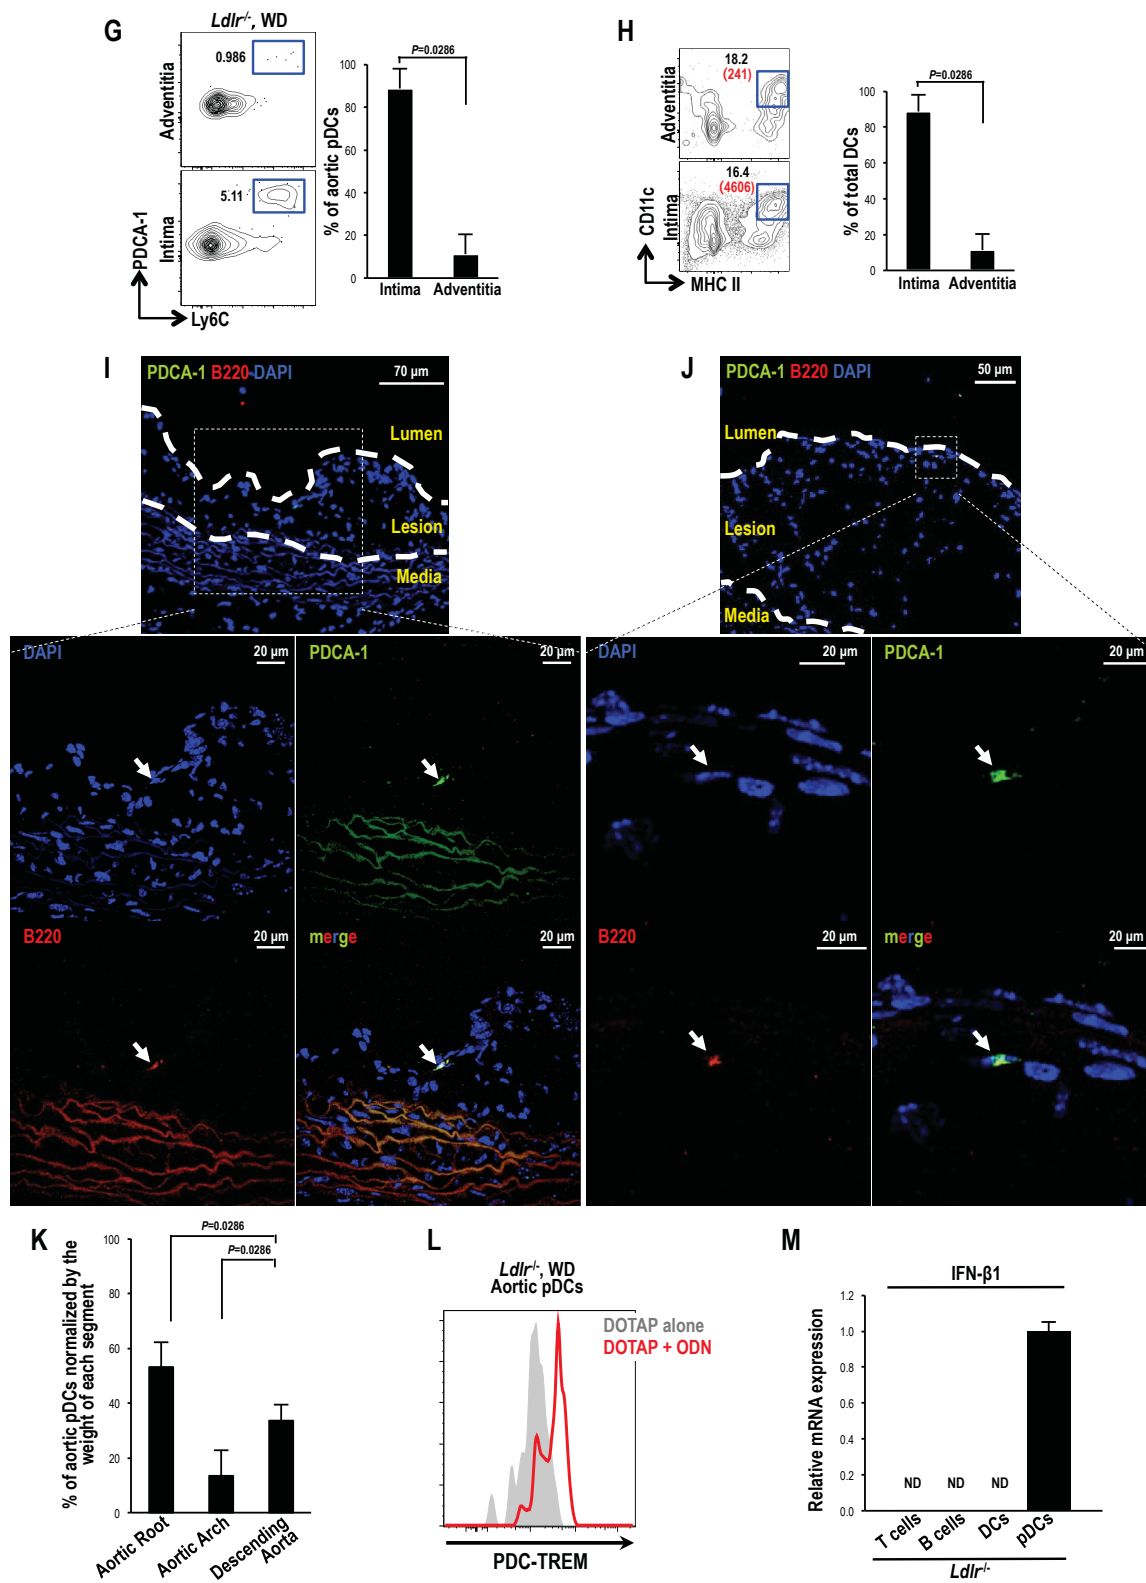 G
Ldlr-/-, WD
Adventitia
0.986
Intima
5.11
PDCA-1
Ly6C
P=0.0286
% of aortic pDCs
100
80
60
40
20
0
Intima Adventitia
H
Adventitia
18.2
(241)
Intima
16.4
(4606)
CD11c
MHC II
P=0.0286
% of total DCs
100
80
60
40
20
0
Intima Adventitia
I
PDCA-1 B220 DAPI
70 µm
Lumen
Lesion
Media
DAPI
20 µm
PDCA-1
20 µm
B220
20 µm
merge
20 µm
J
PDCA-1 B220 DAPI
50 µm
Lumen
Lesion
Media
DAPI
20 µm
PDCA-1
20 µm
B220
20 µm
merge
20 µm
K
% of aortic pDCs normalized by the
weight of each segment
100
80
60
40
20
0
P=0.0286
P=0.0286
Aortic Root
Aortic Arch
Descending
Aorta
L
Ldlr-/-, WD
Aortic pDCs
DOTAP alone
DOTAP + ODN
PDC-TREM
M
IFN-β1
Relative mRNA expression
1.2
1.0
0.8
0.6
0.4
0.2
0.0
ND ND ND
T cells
B cells
DCs
pDCs
Ldlr-/-